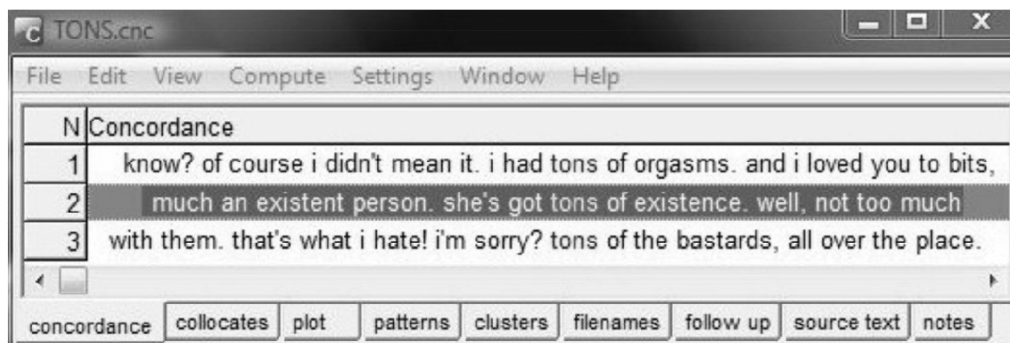 C TONS.cnc
File Edit View Compute Settings Window Help
N Concordance
1 know? of course i didn't mean it. i had tons of orgasms. and i loved you to bits,
2 much an existent person. she's got tons of existence. well, not too much
3 with them. that's what i hate! i'm sorry? tons of the bastards, all over the place.
concordance collocates plot patterns clusters filenames follow up source text notes